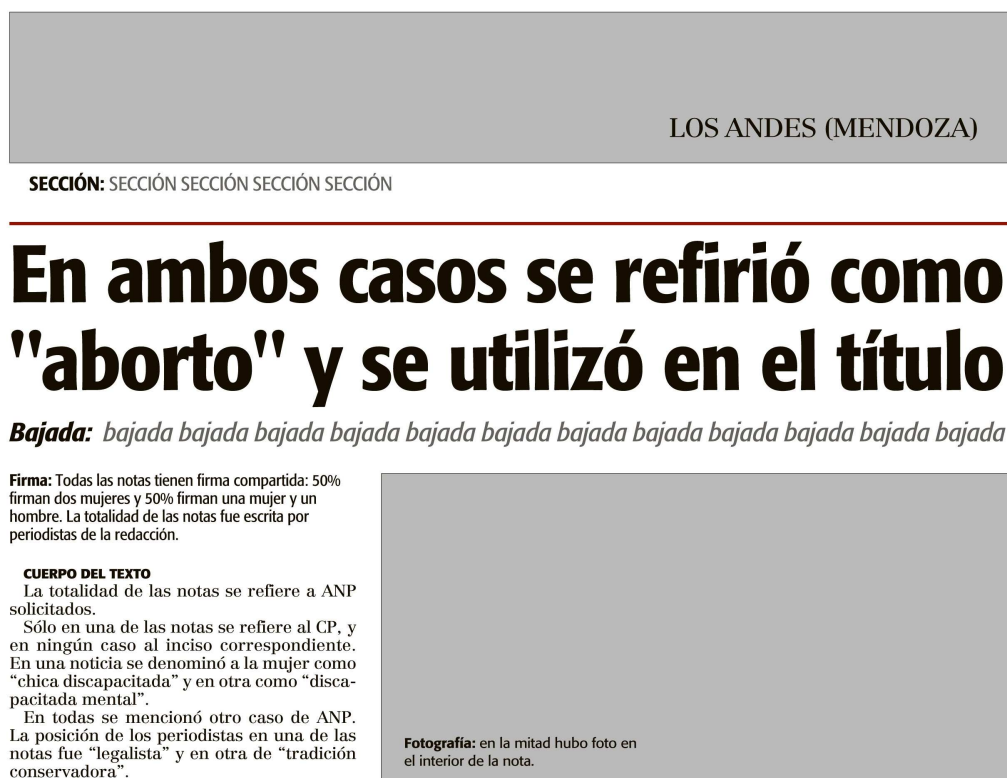 LOS ANDES (MENDOZA)
SECCIÓN: SECCIÓN SECCIÓN SECCIÓN SECCIÓN
En ambos casos se refirió como
"aborto" y se utilizó en el título
Bajada: bajada bajada bajada bajada bajada bajada bajada bajada bajada bajada bajada bajada
Firma: Todas las notas tienen firma compartida: 50%
firman dos mujeres y 50% firman una mujer y un
hombre. La totalidad de las notas fue escrita por
periodistas de la redacción.
CUERPO DEL TEXTO
La totalidad de las notas se refiere a ANP
solicitados.
Sólo en una de las notas se refiere al CP, y
en ningún caso al inciso correspondiente.
En una noticia se denominó a la mujer como
“chica discapacitada” y en otra como “disca-
pacitada mental”.
En todas se mencionó otro caso de ANP.
La posición de los periodistas en una de las
notas fue “legalista” y en otra de “tradición
conservadora”.
Fotografía: en la mitad hubo foto en
el interior de la nota.